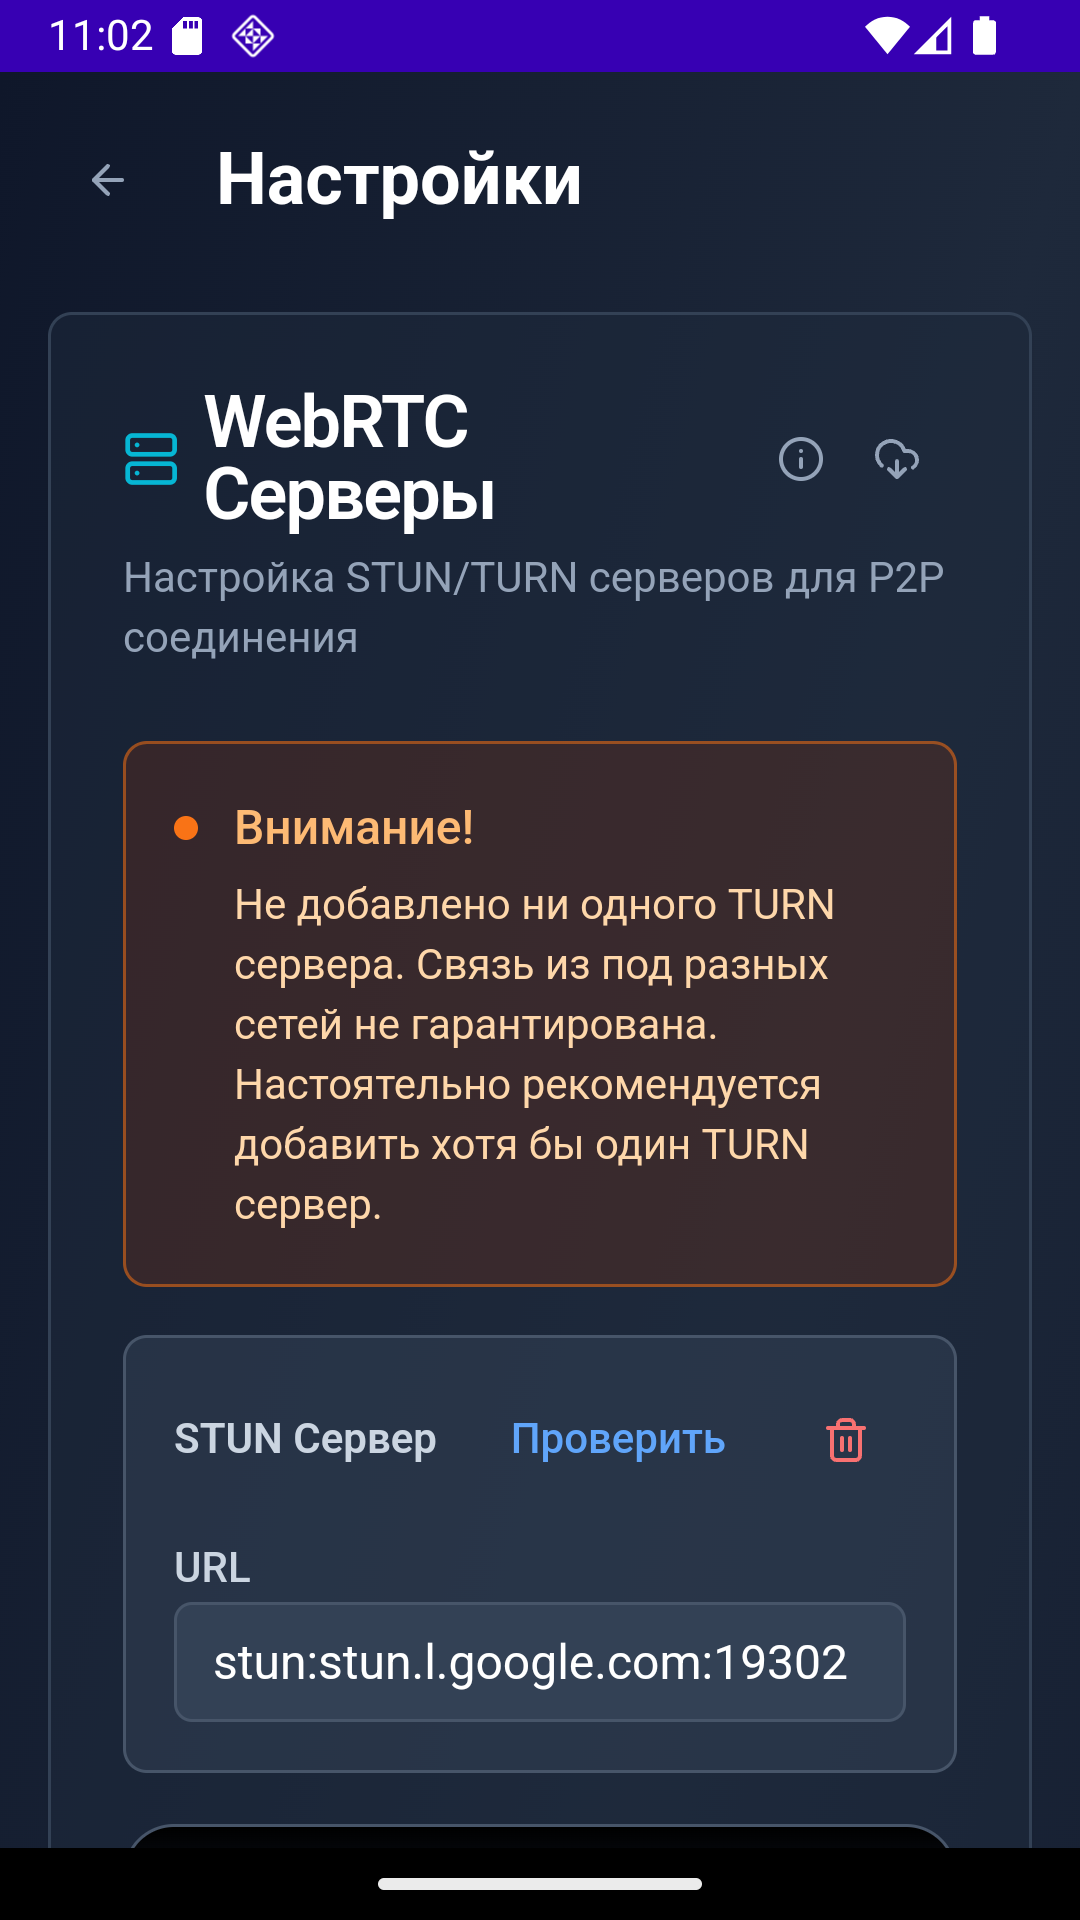 11:02
Настройки
WebRTC
Серверы
Настройка STUN/TURN серверов для P2P
соединения
Внимание!
Не добавлено ни одного TURN
сервера. Связь из под разных
сетей не гарантирована.
Настоятельно рекомендуется
добавить хотя бы один TURN
сервер.
STUN Сервер Проверить
URL
stun:stun.l.google.com:19302